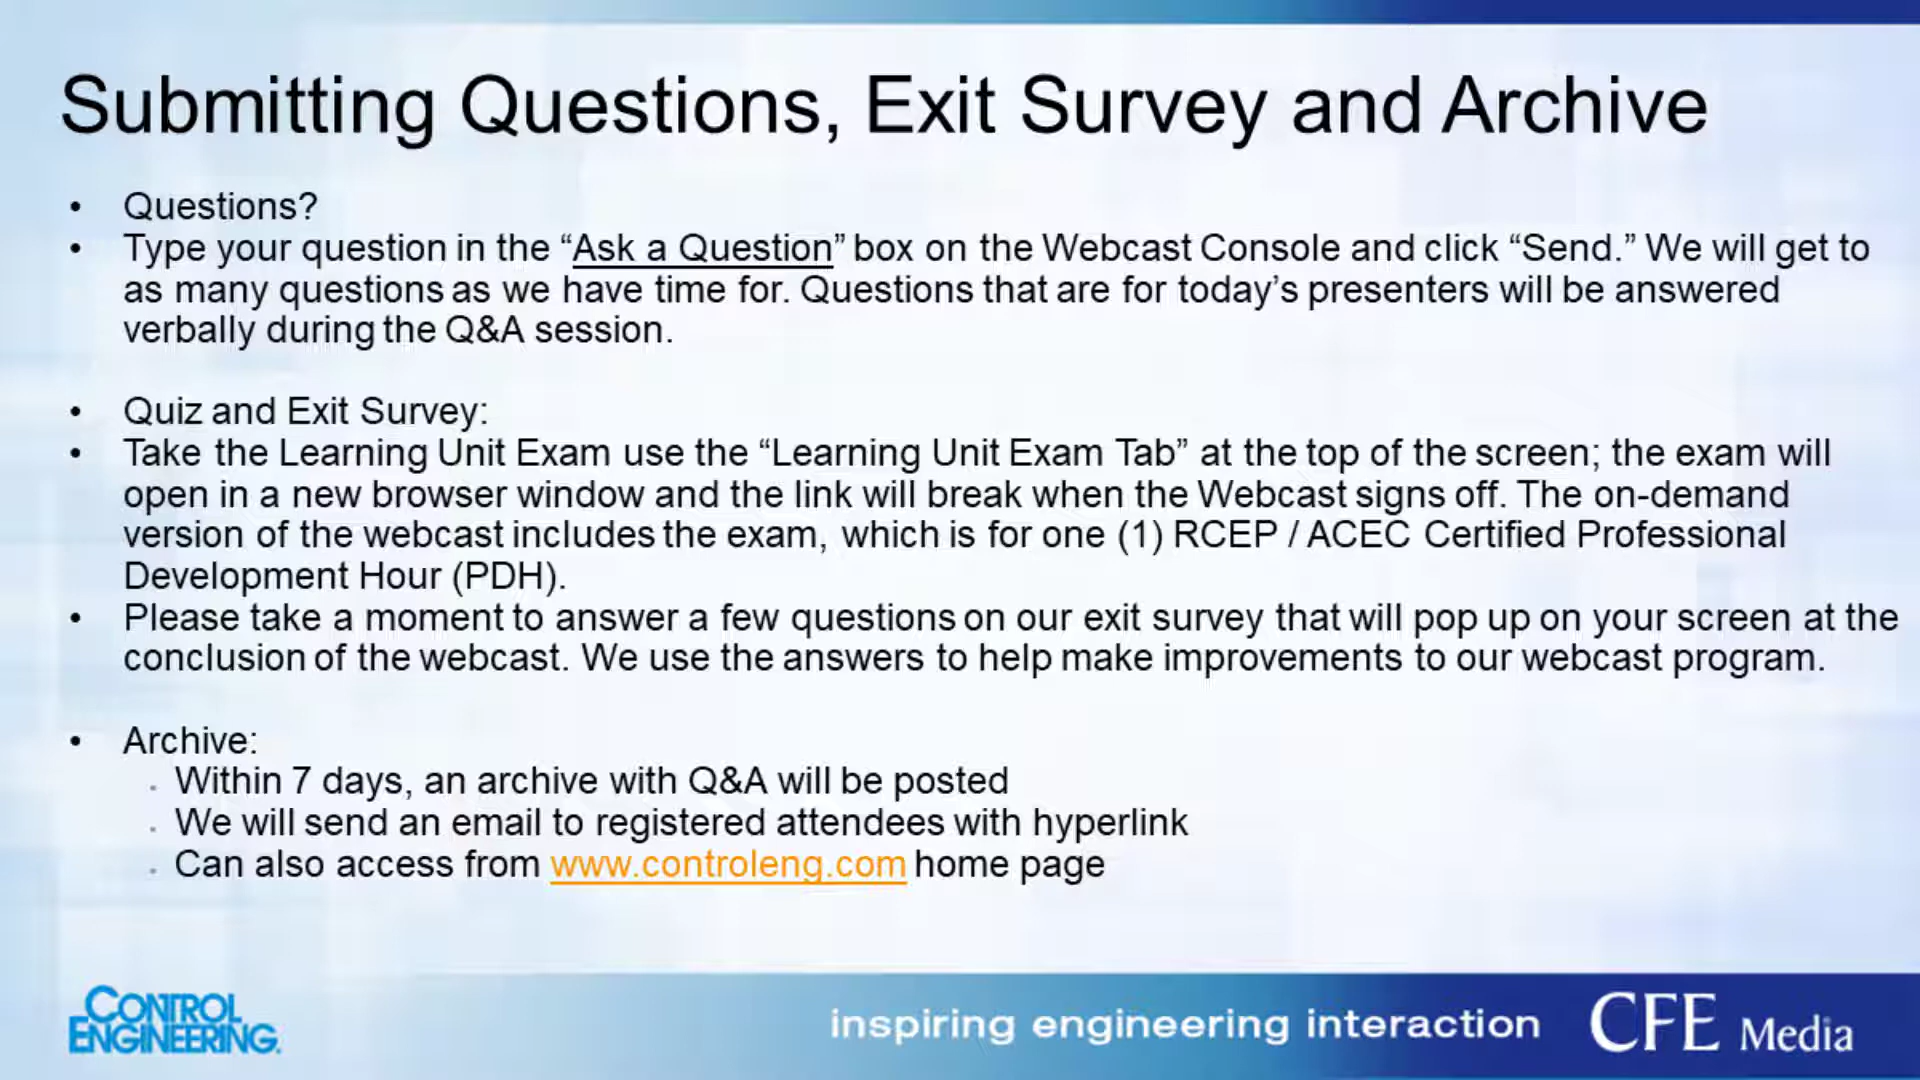 Submitting Questions, Exit Survey and Archive
• Questions?
• Type your question in the “Ask a Question” box on the Webcast Console and click “Send.” We will get to
as many questions as we have time for. Questions that are for today’s presenters will be answered
verbally during the Q&A session.
• Quiz and Exit Survey:
• Take the Learning Unit Exam use the “Learning Unit Exam Tab” at the top of the screen; the exam will
open in a new browser window and the link will break when the Webcast signs off. The on-demand
version of the webcast includes the exam, which is for one (1) RCEP / ACEC Certified Professional
Development Hour (PDH).
• Please take a moment to answer a few questions on our exit survey that will pop up on your screen at the
conclusion of the webcast. We use the answers to help make improvements to our webcast program.
• Archive:
• Within 7 days, an archive with Q&A will be posted
• We will send an email to registered attendees with hyperlink
• Can also access from www.controleng.com home page
CONTROL
ENGINEERING.
inspiring engineering interaction
CFE Media